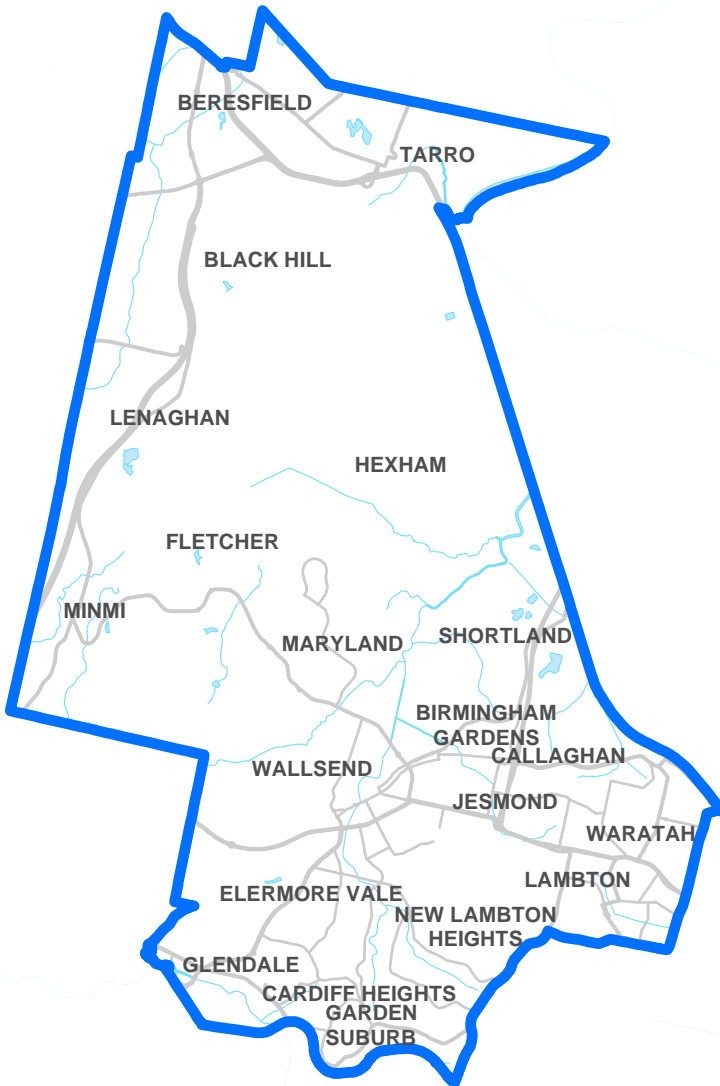 BERESFIELD
TARRO
BLACK HILL
LENAGHAN
HEXHAM
FLETCHER
MINMI
MARYLAND
SHORTLAND
BIRMINGHAM
GARDENS
CALLAGHAN
WALLSEND
JESMOND
WARATAH
LAMBTON
ELERMORE VALE
NEW LAMBTON
HEIGHTS
GLENDALE
CARDIFF HEIGHTS
GARDEN
SUBURB